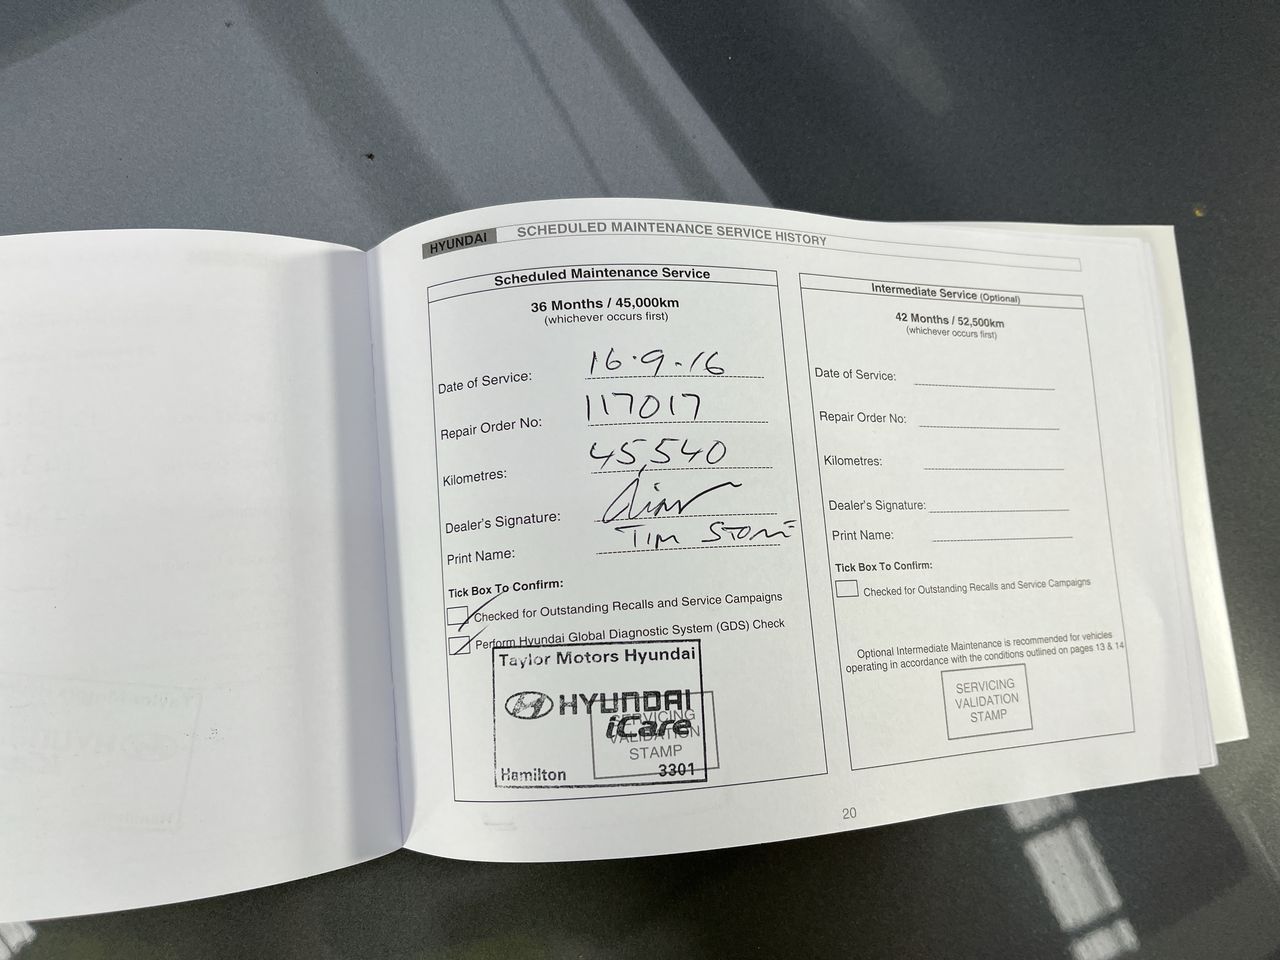 HYUNDAI SCHEDULED MAINTENANCE SERVICE HISTORY
Scheduled Maintenance Service
36 Months / 45,000km
(whichever occurs first)
Date of Service: 16.9.16
Repair Order No: 117017
Kilometres: 45,540
Dealer's Signature:
Print Name: TIM STONE
Tick Box To Confirm:
Checked for Outstanding Recalls and Service Campaigns
Perform Hyundai Global Diagnostic System (GDS) Check
Taylor Motors Hyundai
HYUNDAI
iCare
SERVICING
VALIDATION
STAMP
Hamilton 3301
Intermediate Service (Optional)
42 Months / 52,500km
(whichever occurs first)
Date of Service:
Repair Order No:
Kilometres:
Dealer's Signature:
Print Name:
Tick Box To Confirm:
Checked for Outstanding Recalls and Service Campaigns
Optional Intermediate Maintenance is recommended for vehicles
operating in accordance with the conditions outlined on pages 13 & 14
SERVICING
VALIDATION
STAMP
20